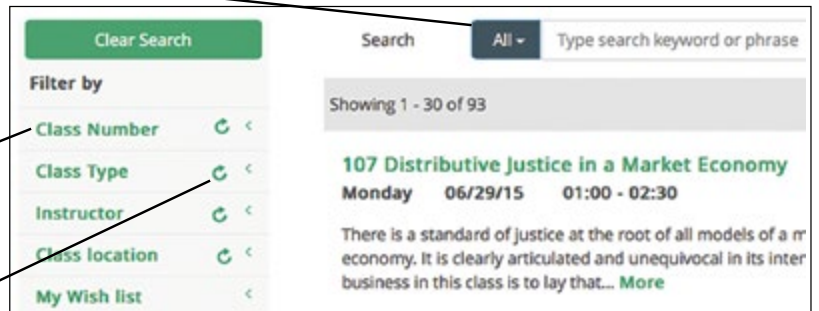 Clear Search
Filter by
Class Number
Class Type
Instructor
Class location
My Wish list
Search All Type search keyword or phrase
Showing 1 - 30 of 93
107 Distributive Justice in a Market Economy
Monday 06/29/15 01:00 - 02:30
There is a standard of justice at the root of all models of a
economy. It is clearly articulated and unequivocal in its
business in this class is to lay that... More